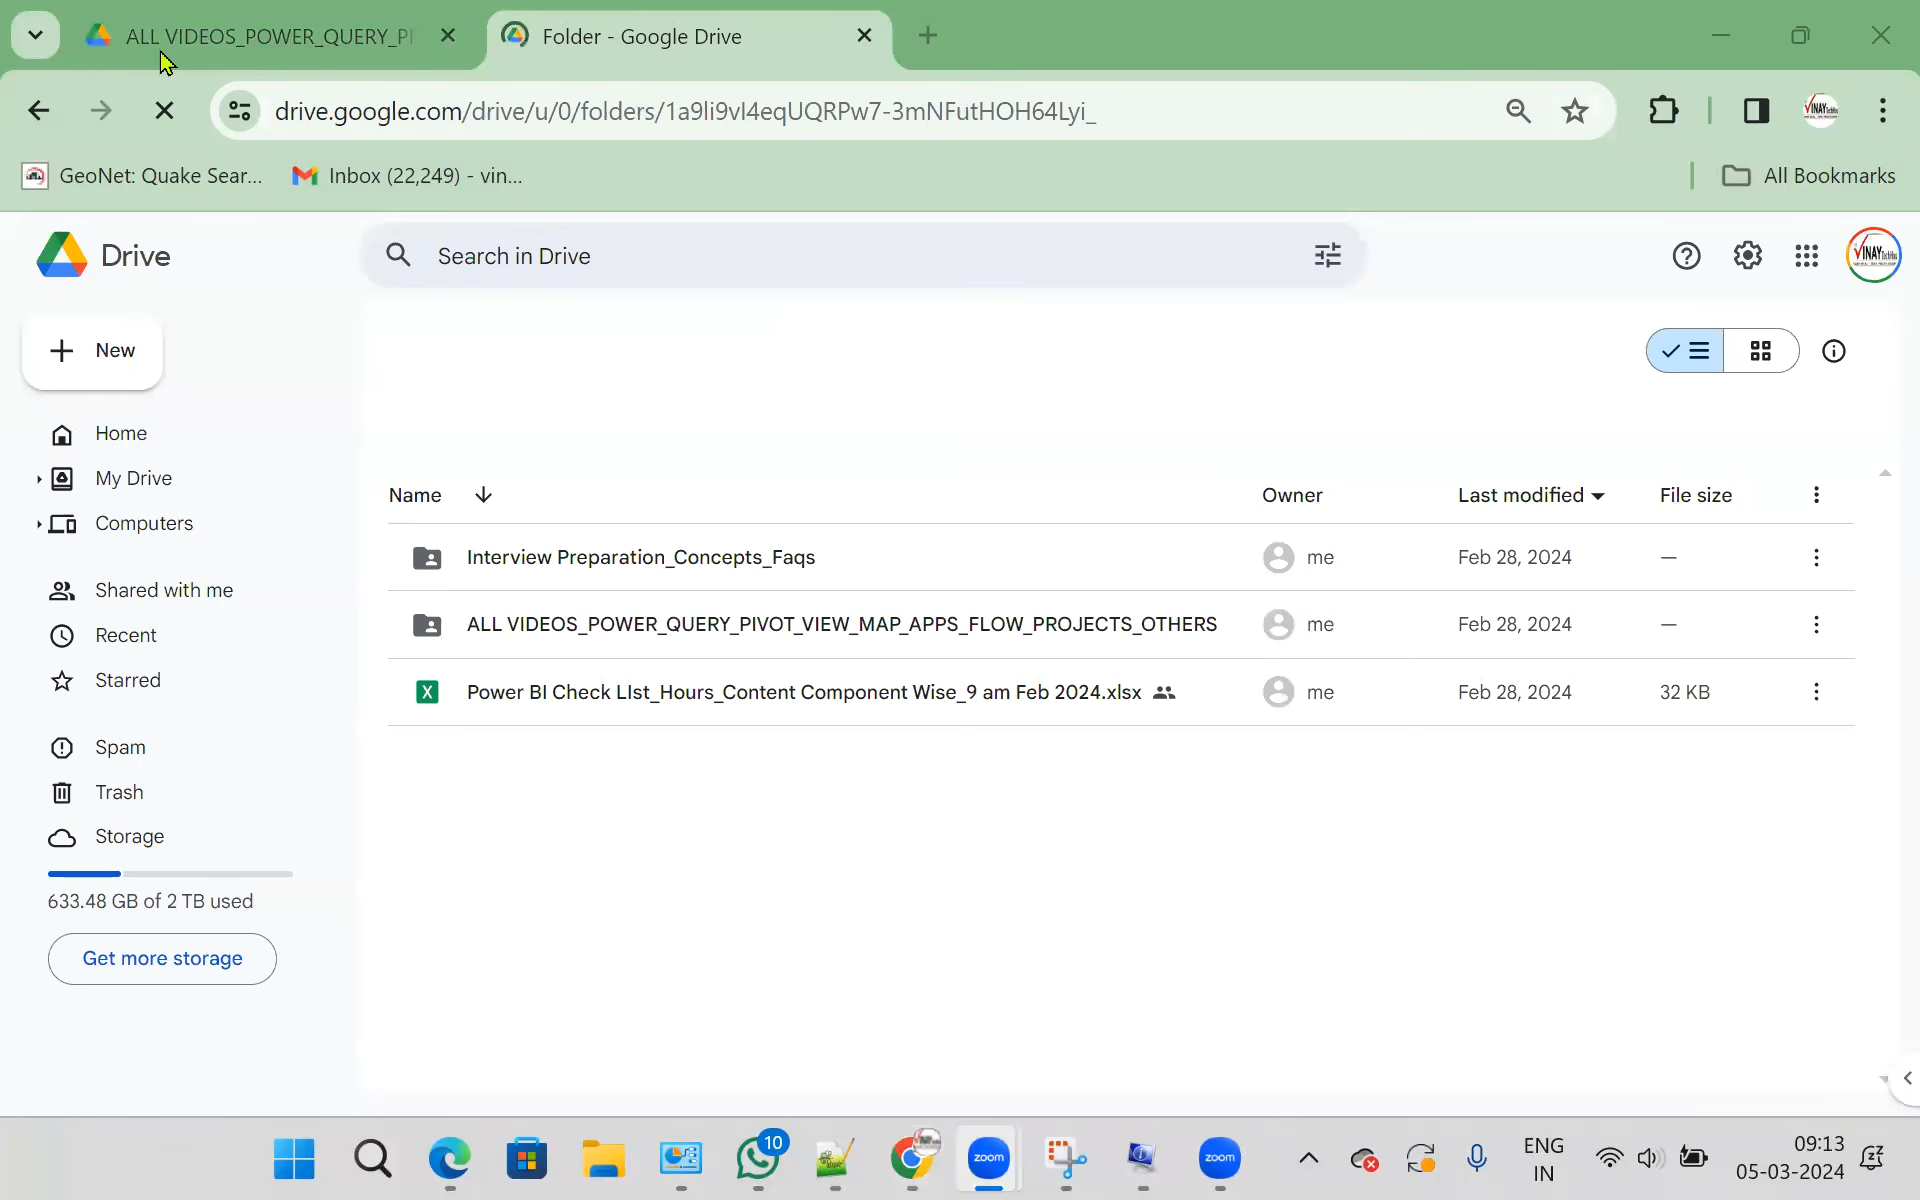 ALL VIDEOS_POWER_QUERY_PI
Folder - Google Drive
drive.google.com/drive/u/0/folders/1a9li9vl4eqUQRPw7-3mNFutHOH64Lyi_
GeoNet: Quake Sear...
Inbox (22,249) - vin...
All Bookmarks
Drive
Search in Drive
VINAY
New
Home
My Drive
Computers
Shared with me
Recent
Starred
Spam
Trash
Storage
633.48 GB of 2 TB used
Get more storage
Name
Owner
Last modified
File size
Interview Preparation_Concepts_Faqs
me
Feb 28, 2024
—
ALL VIDEOS_POWER_QUERY_PIVOT_VIEW_MAP_APPS_FLOW_PROJECTS_OTHERS
me
Feb 28, 2024
—
Power BI Check LIst_Hours_Content Component Wise_9 am Feb 2024.xlsx
me
Feb 28, 2024
32 KB
10
zoom
zoom
ENG
IN
09:13
05-03-2024